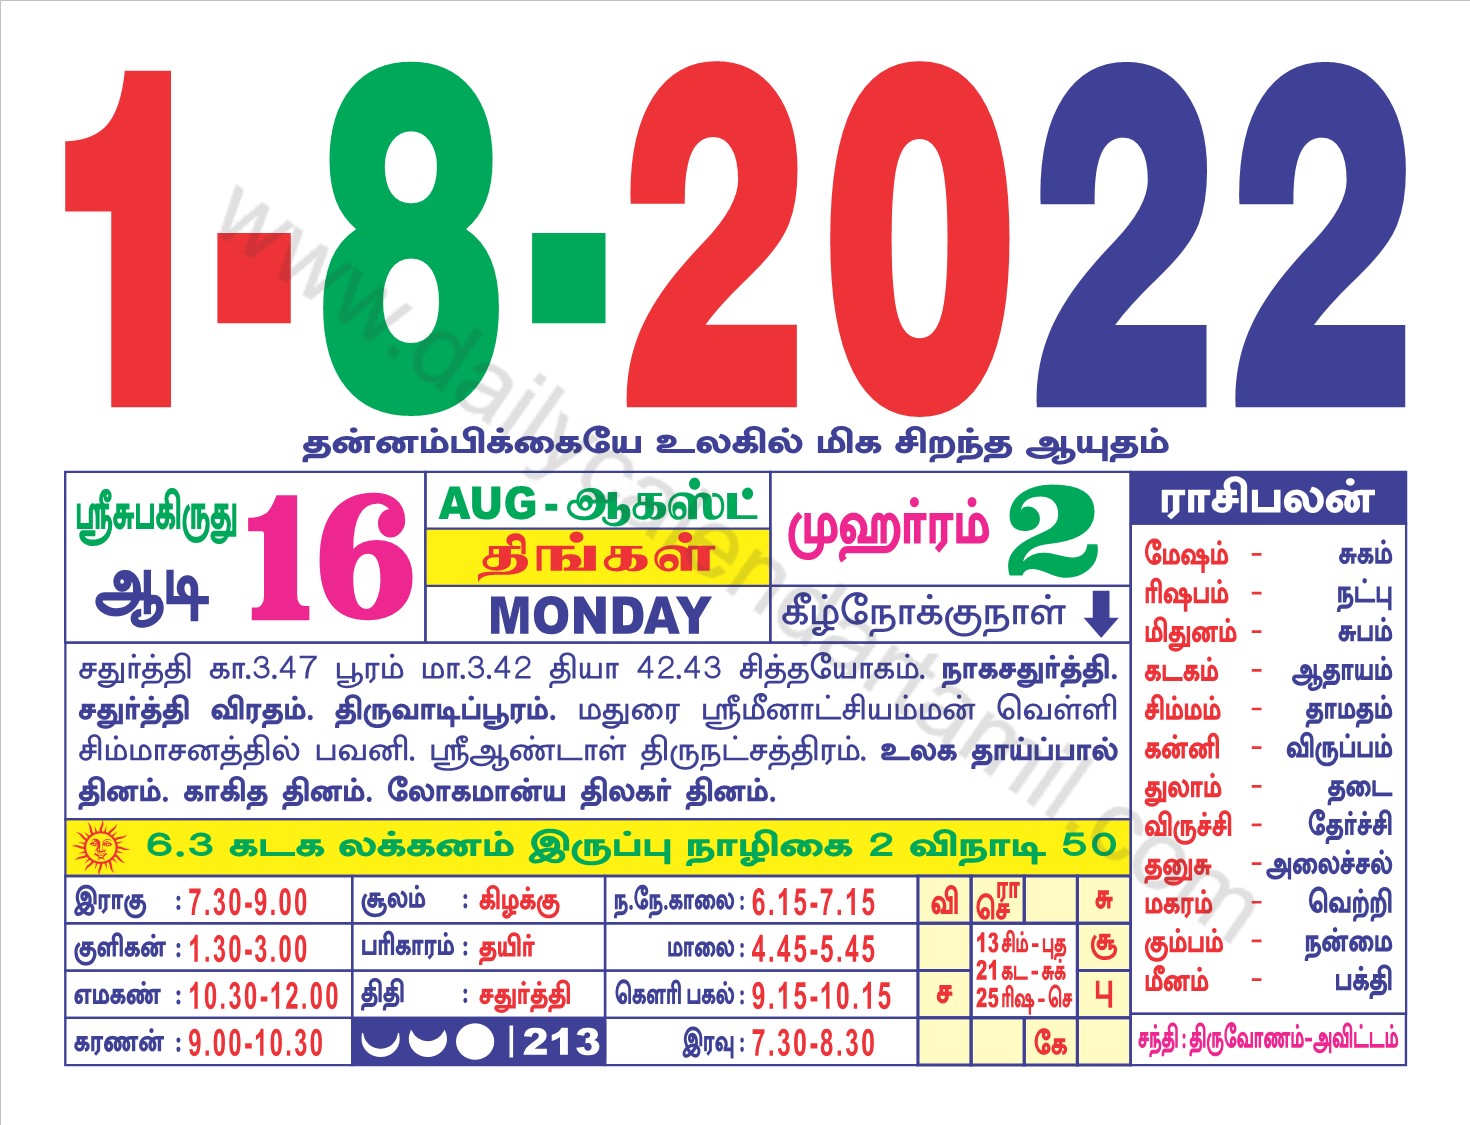 1-8-2022
www.dailycalendartamil.com
தன்னம்பிக்கையே உலகில் மிக சிறந்த ஆயுதம்
ஸ்ரீசுபகிருது
ஆடி 16
AUG - ஆகஸ்ட்
திங்கள்
MONDAY
முஹர்ரம் 2
கீழ்நோக்குநாள்
சதுர்த்தி கா.3.47 பூரம் மா.3.42 தியா 42.43 சித்தயோகம். நாகசதுர்த்தி.
சதுர்த்தி விரதம். திருவாடிப்பூரம். மதுரை ஸ்ரீமீனாட்சியம்மன் வெள்ளி
சிம்மாசனத்தில் பவனி. ஸ்ரீஆண்டாள் திருநட்சத்திரம். உலக தாய்ப்பால்
தினம். காகித தினம். லோகமான்ய திலகர் தினம்.
6.3 கடக லக்கனம் இருப்பு நாழிகை 2 விநாடி 50
இராகு : 7.30-9.00
குளிகன் : 1.30-3.00
எமகண் : 10.30-12.00
கரணன் : 9.00-10.30
சூலம் : கிழக்கு
பரிகாரம் : தயிர்
திதி : சதுர்த்தி
| 213
ந.நே.காலை : 6.15-7.15
மாலை : 4.45-5.45
கௌரி பகல் : 9.15-10.15
இரவு : 7.30-8.30
வி
ரா
செ
சு
13 சிம் - புத
21 கட - சுக்
25 ரிஷ - செ
சூ
ச
பு
கே
ராசிபலன்
மேஷம் - சுகம்
ரிஷபம் - நட்பு
மிதுனம் - சுபம்
கடகம் - ஆதாயம்
சிம்மம் - தாமதம்
கன்னி - விருப்பம்
துலாம் - தடை
விருச்சி - தேர்ச்சி
தனுசு - அலைச்சல்
மகரம் - வெற்றி
கும்பம் - நன்மை
மீனம் - பக்தி
சந்தி : திருவோணம்-அவிட்டம்